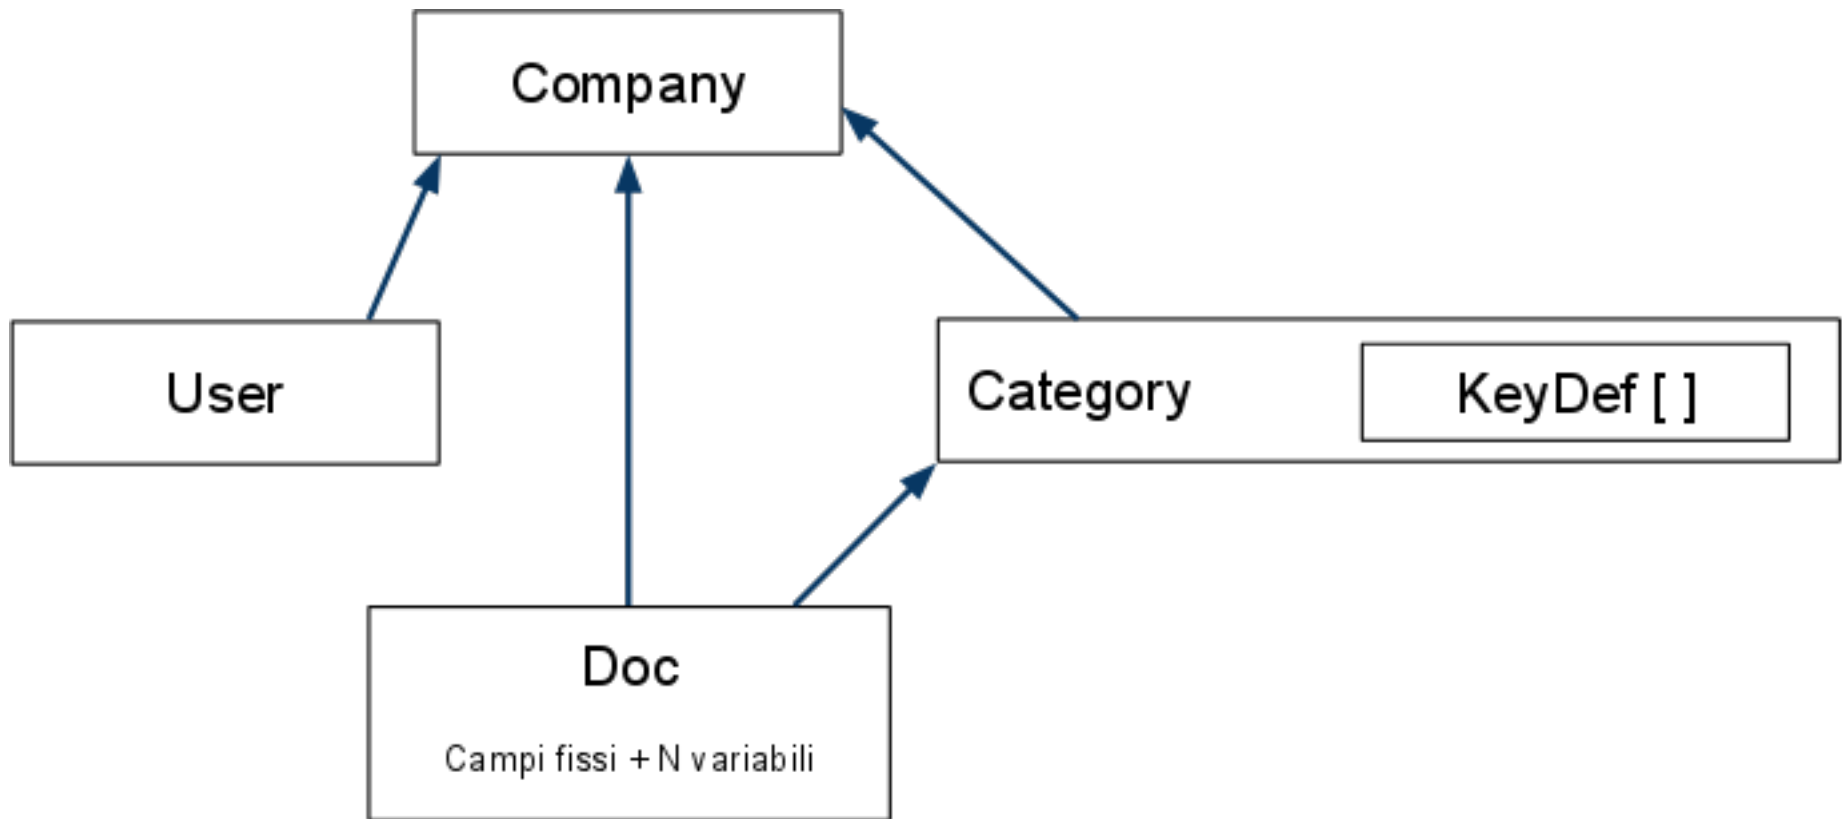 Company
User
Category
KeyDef [ ]
Doc
Campi fissi + N variabili